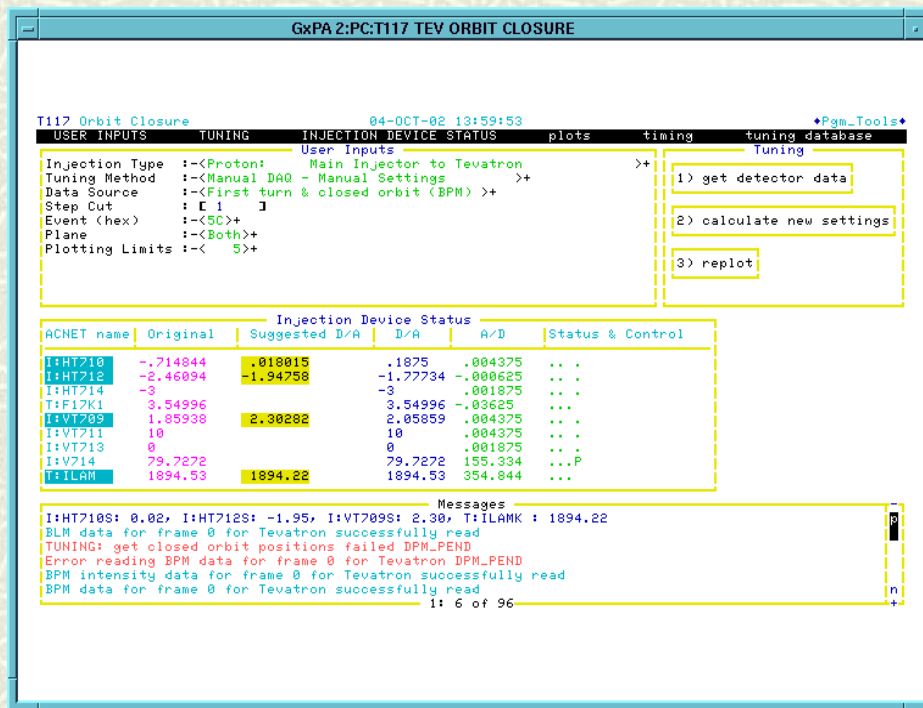 GxPA 2:PC:T117 TEV ORBIT CLOSURE
T117 Orbit Closure 04-OCT-02 13:59:53 ♦Pgm_Tools♦
USER INPUTS TUNING INJECTION DEVICE STATUS plots timing tuning database
User Inputs
Injection Type :-<Proton: Main Injector to Tevatron >+
Tuning Method :-<Manual DAQ - Manual Settings >+
Data Source :-<First turn & closed orbit (BPM) >+
Step Cut : [ 1 ]
Event (hex) :-<5C>+
Plane :-<Both>+
Plotting Limits :-< 5>+
Tuning
1) get detector data
2) calculate new settings
3) replot
Injection Device Status
ACNET name Original Suggested D/A D/A A/D Status & Control
I:HT710 -.714844 .018015 .1875 .004375 .. .
I:HT712 -2.46094 -1.94758 -1.77734 -.000625 .. .
I:HT714 -3 -3 .001875 .. .
T:F17K1 3.54996 3.54996 -.03625 ...
I:VT709 1.85938 2.30282 2.05859 .004375 .. .
I:VT711 10 10 .004375 .. .
I:VT713 0 0 .001875 .. .
I:V714 79.7272 79.7272 155.334 ...P
T:ILAM 1894.53 1894.22 1894.53 354.844 ...
Messages
I:HT710S: 0.02, I:HT712S: -1.95, I:VT709S: 2.30, T:ILAMK : 1894.22
BLM data for frame 0 for Tevatron successfully read
TUNING: get closed orbit positions failed DPM_PEND
Error reading BPM data for frame 0 for Tevatron DPM_PEND
BPM intensity data for frame 0 for Tevatron successfully read
BPM data for frame 0 for Tevatron successfully read
1: 6 of 96
-
p
n
+